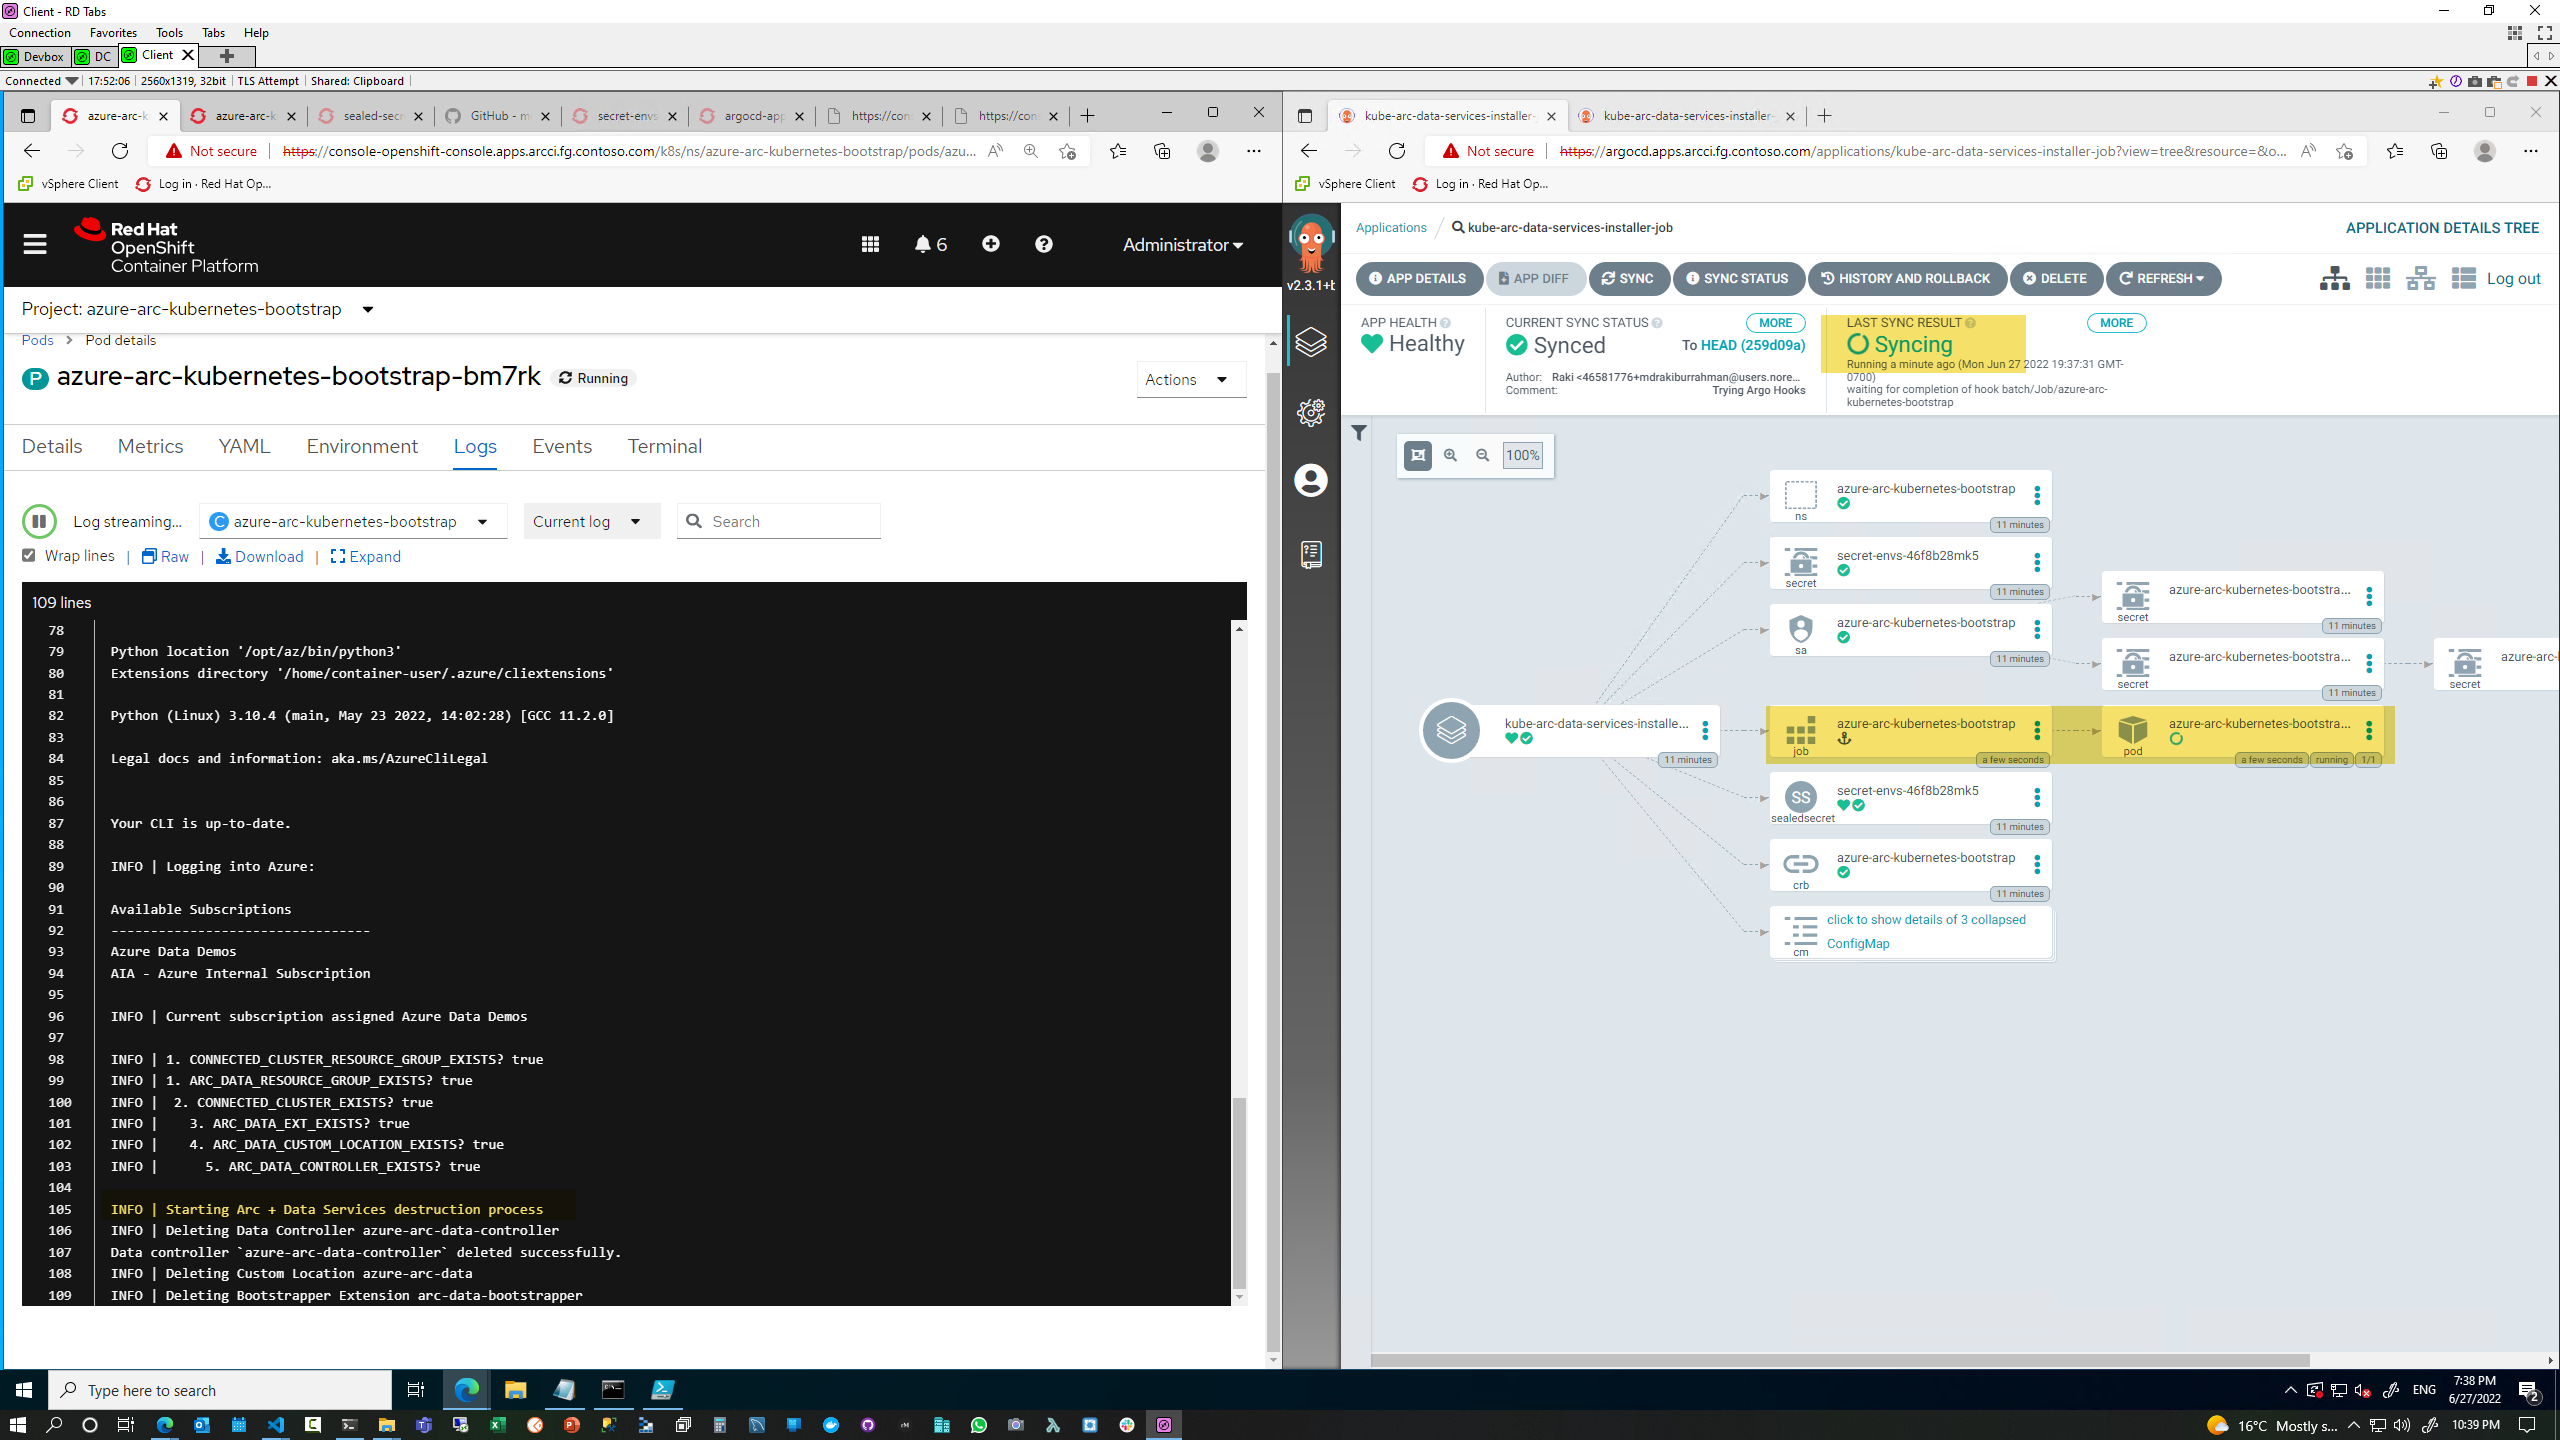 Client - RD Tabs
Connection Favorites Tools Tabs Help
Devbox DC Client
Connected 17:52:06 2560x1319, 32bit TLS Attempt Shared: Clipboard
azure-arc-k azure-arc-k sealed-secr GitHub - m secret-envs argocd-app https://con https://con
Not secure https://console-openshift-console.apps.arcci.fg.contoso.com/k8s/ns/azure-arc-kubernetes-bootstrap/pods/azu...
vSphere Client Log in · Red Hat Op...
Red Hat
OpenShift
Container Platform
6
Administrator
Project: azure-arc-kubernetes-bootstrap
Pods Pod details
P azure-arc-kubernetes-bootstrap-bm7rk Running
Actions
Details Metrics YAML Environment Logs Events Terminal
Log streaming... C azure-arc-kubernetes-bootstrap Current log Search
Wrap lines | Raw | Download | Expand
109 lines
78
79 Python location '/opt/az/bin/python3'
80 Extensions directory '/home/container-user/.azure/cliextensions'
81
82 Python (Linux) 3.10.4 (main, May 23 2022, 14:02:28) [GCC 11.2.0]
83
84 Legal docs and information: aka.ms/AzureCliLegal
85
86
87 Your CLI is up-to-date.
88
89 INFO | Logging into Azure:
90
91 Available Subscriptions
92 ---------------------------------
93 Azure Data Demos
94 AIA - Azure Internal Subscription
95
96 INFO | Current subscription assigned Azure Data Demos
97
98 INFO | 1. CONNECTED_CLUSTER_RESOURCE_GROUP_EXISTS? true
99 INFO | 1. ARC_DATA_RESOURCE_GROUP_EXISTS? true
100 INFO | 2. CONNECTED_CLUSTER_EXISTS? true
101 INFO | 3. ARC_DATA_EXT_EXISTS? true
102 INFO | 4. ARC_DATA_CUSTOM_LOCATION_EXISTS? true
103 INFO | 5. ARC_DATA_CONTROLLER_EXISTS? true
104
105 INFO | Starting Arc + Data Services destruction process
106 INFO | Deleting Data Controller azure-arc-data-controller
107 Data controller `azure-arc-data-controller` deleted successfully.
108 INFO | Deleting Custom Location azure-arc-data
109 INFO | Deleting Bootstrapper Extension arc-data-bootstrapper
kube-arc-data-services-installer- kube-arc-data-services-installer-
Not secure https://argocd.apps.arcci.fg.contoso.com/applications/kube-arc-data-services-installer-job?view=tree&resource=&o...
vSphere Client Log in · Red Hat Op...
v2.3.1+b
Applications / kube-arc-data-services-installer-job
APPLICATION DETAILS TREE
APP DETAILS APP DIFF SYNC SYNC STATUS HISTORY AND ROLLBACK DELETE REFRESH Log out
APP HEALTH
Healthy
CURRENT SYNC STATUS MORE
Synced To HEAD (259d09a)
Author: Raki <46581776+mdrakiburrahman@users.nore...
Comment: Trying Argo Hooks
LAST SYNC RESULT MORE
Syncing
Running a minute ago (Mon Jun 27 2022 19:37:31 GMT-
0700)
waiting for completion of hook batch/Job/azure-arc-
kubernetes-bootstrap
100%
azure-arc-kubernetes-bootstrap
ns
11 minutes
secret-envs-46f8b28mk5
secret
11 minutes
azure-arc-kubernetes-bootstrap
sa
11 minutes
azure-arc-kubernetes-bootstra...
secret
11 minutes
azure-arc-kubernetes-bootstra...
secret
11 minutes
azure-arc-
secret
kube-arc-data-services-installe...
11 minutes
azure-arc-kubernetes-bootstrap
job
a few seconds
azure-arc-kubernetes-bootstra...
pod
a few seconds running 1/1
SS secret-envs-46f8b28mk5
sealedsecret
11 minutes
azure-arc-kubernetes-bootstrap
crb
11 minutes
click to show details of 3 collapsed
ConfigMap
cm
Type here to search
ENG
7:38 PM
6/27/2022
2
16°C Mostly s...
10:39 PM